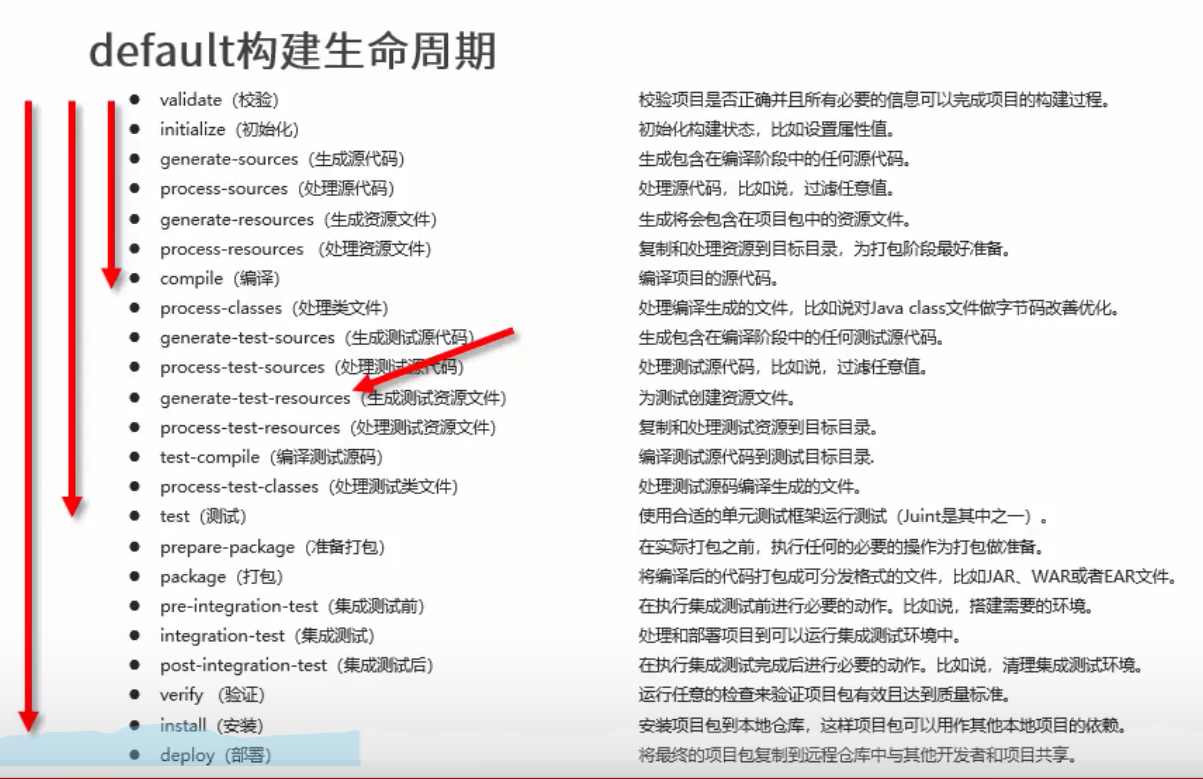 default构建生命周期
validate（校验） 校验项目是否正确并且所有必要的信息可以完成项目的构建过程。
initialize（初始化） 初始化构建状态，比如设置属性值。
generate-sources（生成源代码） 生成包含在编译阶段中的任何源代码。
process-sources（处理源代码） 处理源代码，比如说，过滤任意值。
generate-resources（生成资源文件） 生成将会包含在项目包中的资源文件。
process-resources （处理资源文件） 复制和处理资源到目标目录，为打包阶段最好准备。
compile（编译） 编译项目的源代码。
process-classes（处理类文件） 处理编译生成的文件，比如说对Java class文件做字节码改善优化。
generate-test-sources（生成测试源代码） 生成包含在编译阶段中的任何测试源代码。
process-test-sources（处理测试源代码） 处理测试源代码，比如说，过滤任意值。
generate-test-resources（生成测试资源文件） 为测试创建资源文件。
process-test-resources（处理测试资源文件） 复制和处理测试资源到目标目录。
test-compile（编译测试源码） 编译测试源代码到测试目标目录.
process-test-classes（处理测试类文件） 处理测试源码编译生成的文件。
test（测试） 使用合适的单元测试框架运行测试（Juint是其中之一）。
prepare-package（准备打包） 在实际打包之前，执行任何的必要的操作为打包做准备。
package（打包） 将编译后的代码打包成可分发格式的文件，比如JAR、WAR或者EAR文件。
pre-integration-test（集成测试前） 在执行集成测试前进行必要的动作。比如说，搭建需要的环境。
integration-test（集成测试） 处理和部署项目到可以运行集成测试环境中。
post-integration-test（集成测试后） 在执行集成测试完成后进行必要的动作。比如说，清理集成测试环境。
verify （验证） 运行任意的检查来验证项目包有效且达到质量标准。
install（安装） 安装项目包到本地仓库，这样项目包可以用作其他本地项目的依赖。
deploy（部署） 将最终的项目包复制到远程仓库中与其他开发者和项目共享。